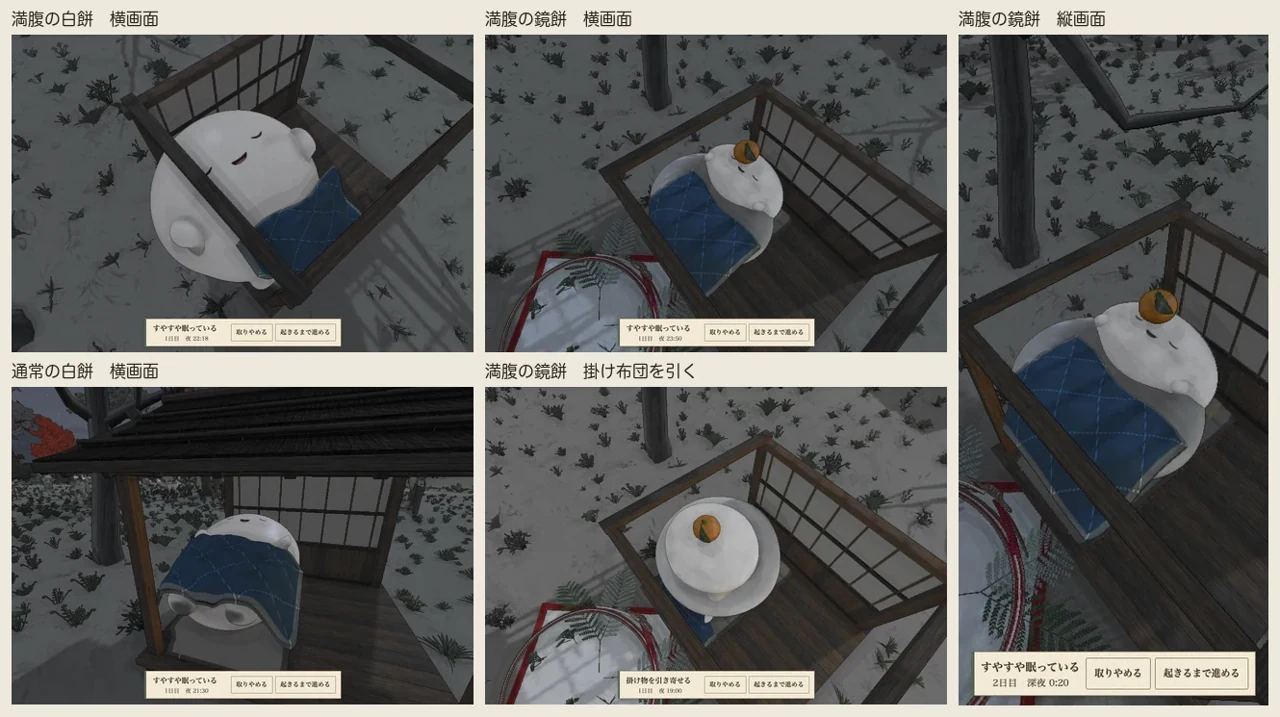 満腹の白餅　横画面
すやすや眠っている
1日目　夜 22:18
取りやめる
起きるまで進める
満腹の鏡餅　横画面
すやすや眠っている
1日目　夜 23:50
取りやめる
起きるまで進める
満腹の鏡餅　縦画面
すやすや眠っている
2日目　深夜 0:20
取りやめる
起きるまで進める
通常の白餅　横画面
すやすや眠っている
1日目　夜 21:30
取りやめる
起きるまで進める
満腹の鏡餅　掛け布団を引く
掛け物を引き寄せる
1日目　夜 19:00
取りやめる
起きるまで進める